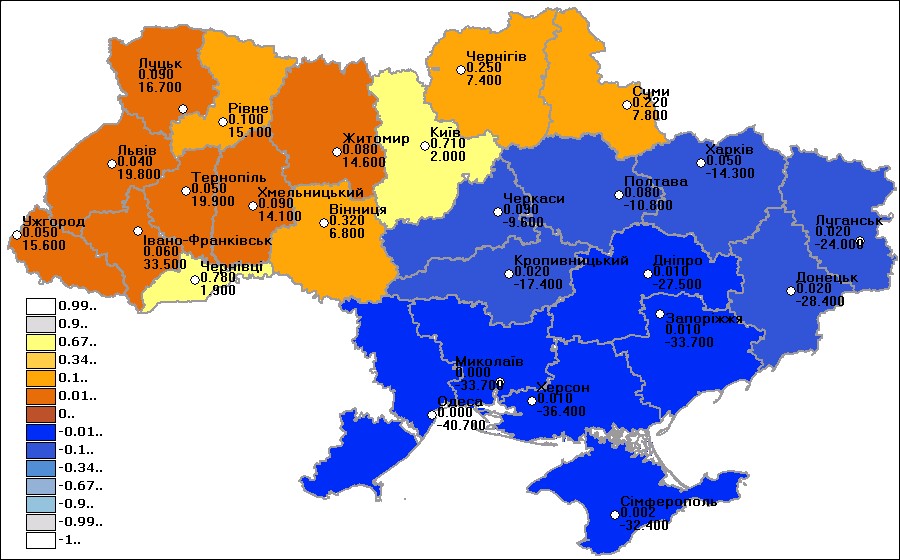 Чернігів
0.250
7.400
Луцьк
0.090
16.700
Суми
0.220
7.800
Рівне
0.100
15.100
Київ
0.710
2.000
Житомир
0.080
14.600
Харків
0.050
-14.300
Львів
0.040
19.800
Тернопіль
0.050
19.900
Полтава
0.080
-10.800
Хмельницький
0.090
14.100
Черкаси
0.090
-9.600
Вінниця
0.320
6.800
Ужгород
0.050
15.600
Луганськ
0.020
-24.000
Івано-Франківськ
0.060
33.500
Чернівці
0.780
1.900
Кропивницький
0.020
-17.400
Дніпро
0.010
-27.500
Донецьк
0.020
-28.400
Запоріжжя
0.010
-33.700
Миколаїв
0.000
-33.700
Херсон
0.010
-36.400
Одеса
0.000
-40.700
Сімферополь
0.002
-32.400
0.99..
0.9..
0.67..
0.34..
0.1..
0.01..
0..
-0.01..
-0.1..
-0.34..
-0.67..
-0.9..
-0.99..
-1..